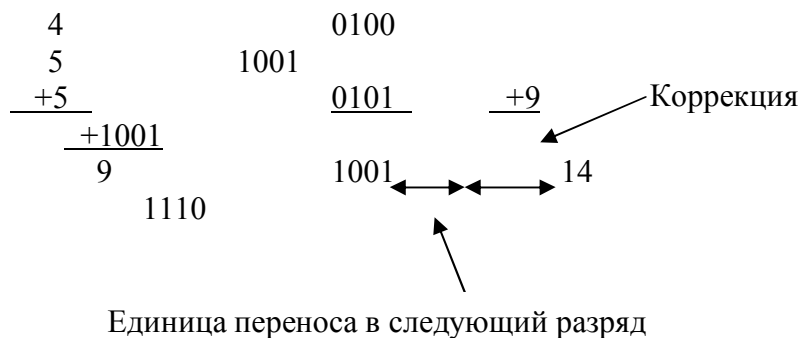 4 0100
5 1001
+5 0101 +9 Коррекция
+1001
9 1001 14
1110
Единица переноса в следующий разряд